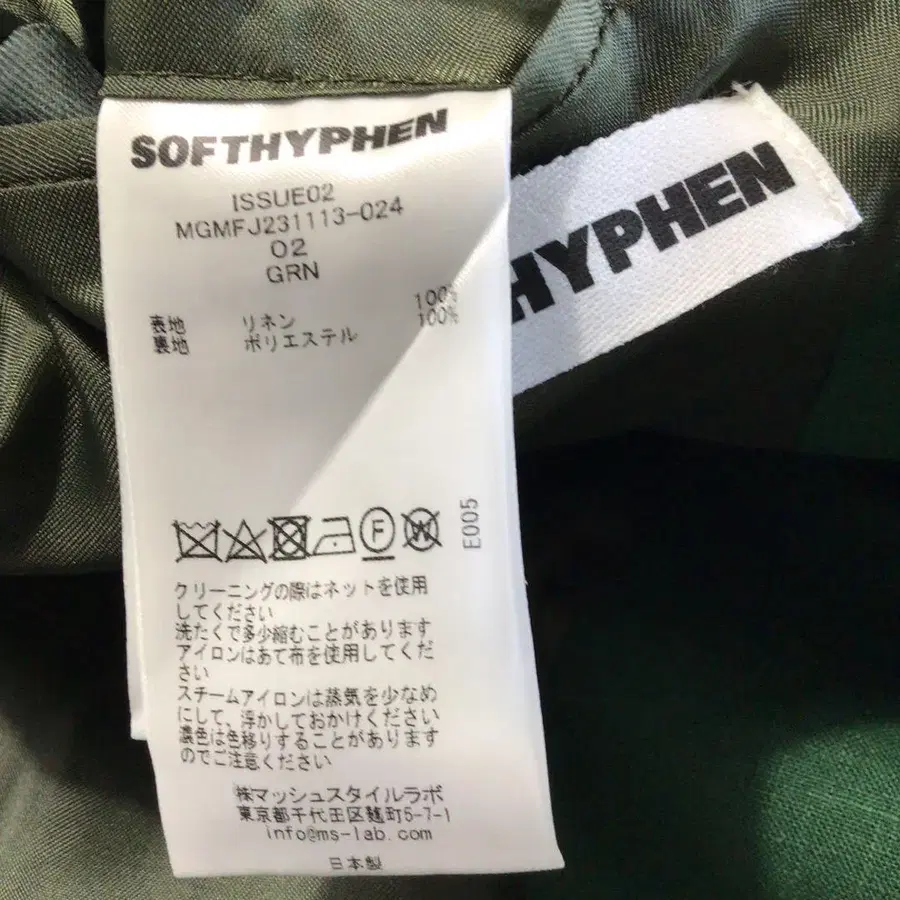 SOFTHYPHEN
ISSUE02
MGMFJ231113-024
02
GRN
表地 リネン 100%
裏地 ポリエステル 100%
F
W
E005
クリーニングの際はネットを使用
してください
洗たくで多少縮むことがあります
アイロンはあて布を使用してくだ
さい
スチームアイロンは蒸気を少なめ
にして、浮かしておかけください
濃色は色移りすることがあります
のでご注意ください
㈱マッシュスタイルラボ
東京都千代田区麹町5-7-1
info@ms-lab.com
日本製
HYPHEN